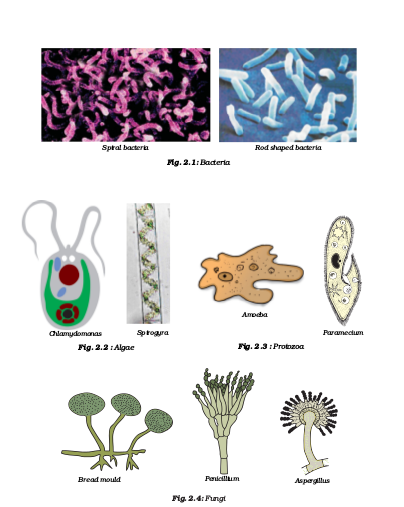 Spiral bacteria
Rod shaped bacteria
Fig. 2.1: Bacteria
Chlamydomonas
Spirogyra
Amoeba
Paramecium
Fig. 2.2 : Algae
Fig. 2.3 : Protozoa
Bread mould
Penicillium
Aspergillus
Fig. 2.4: Fungi